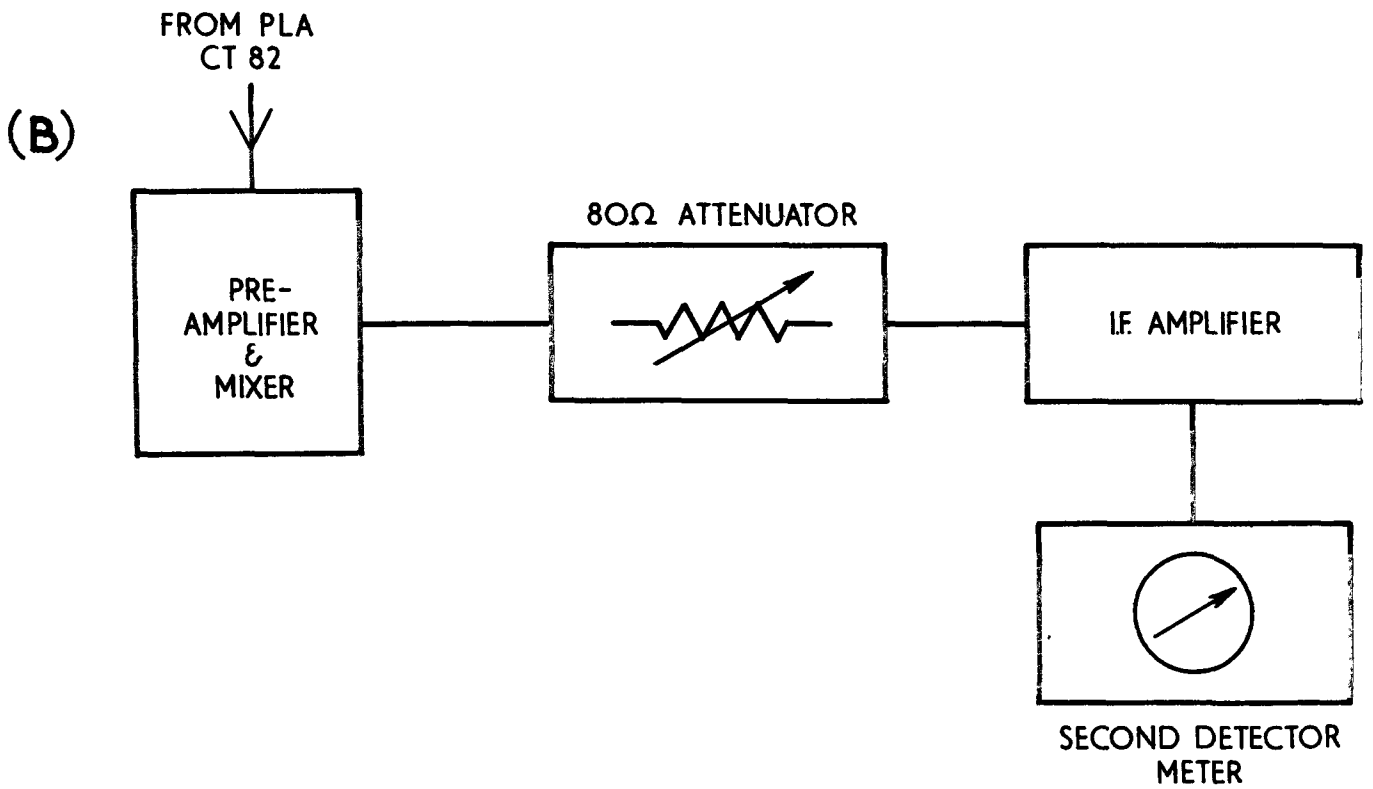 FROM PLA
CT 82
(B)
80Ω ATTENUATOR
PRE-
AMPLIFIER
&
MIXER
I.F. AMPLIFIER
SECOND DETECTOR
METER